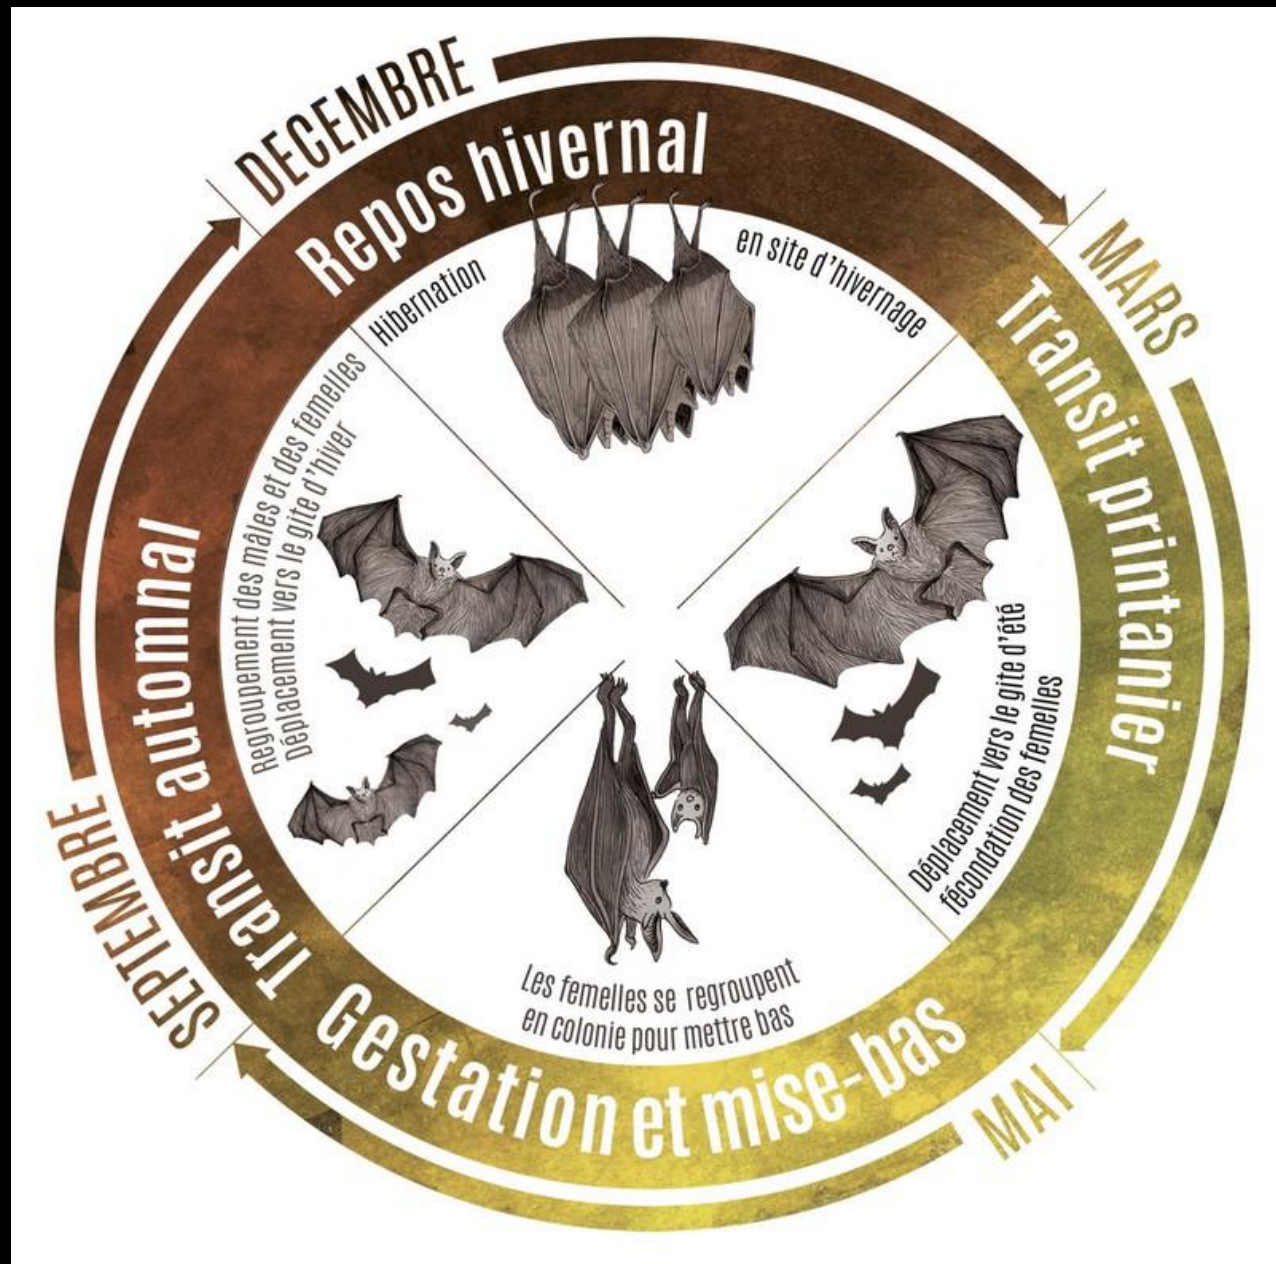 DECEMBRE
Repos hivernal
Hibernation
en site d'hivernage
MARS
Transit printanier
Déplacement vers le gite d'été
fécondation des femelles
MAI
Gestation et mise-bas
Les femelles se regroupent
en colonie pour mettre bas
SEPTEMBRE
Transit automnal
Regroupement des mâles et des femelles
Déplacement vers le gite d'hiver